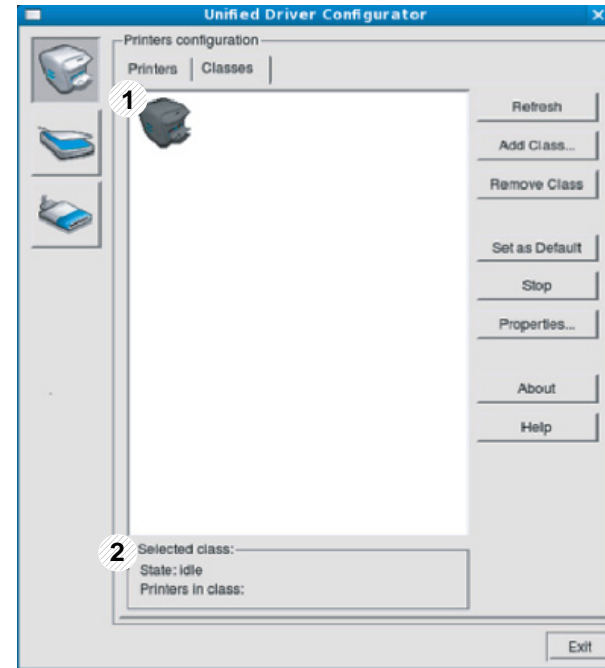 Unified Driver Configurator
Printers configuration
Printers
Classes
1
Refresh
Add Class...
Remove Class
Set as Default
Stop
Properties...
About
Help
2
Selected class:
State: idle
Printers in class:
Exit